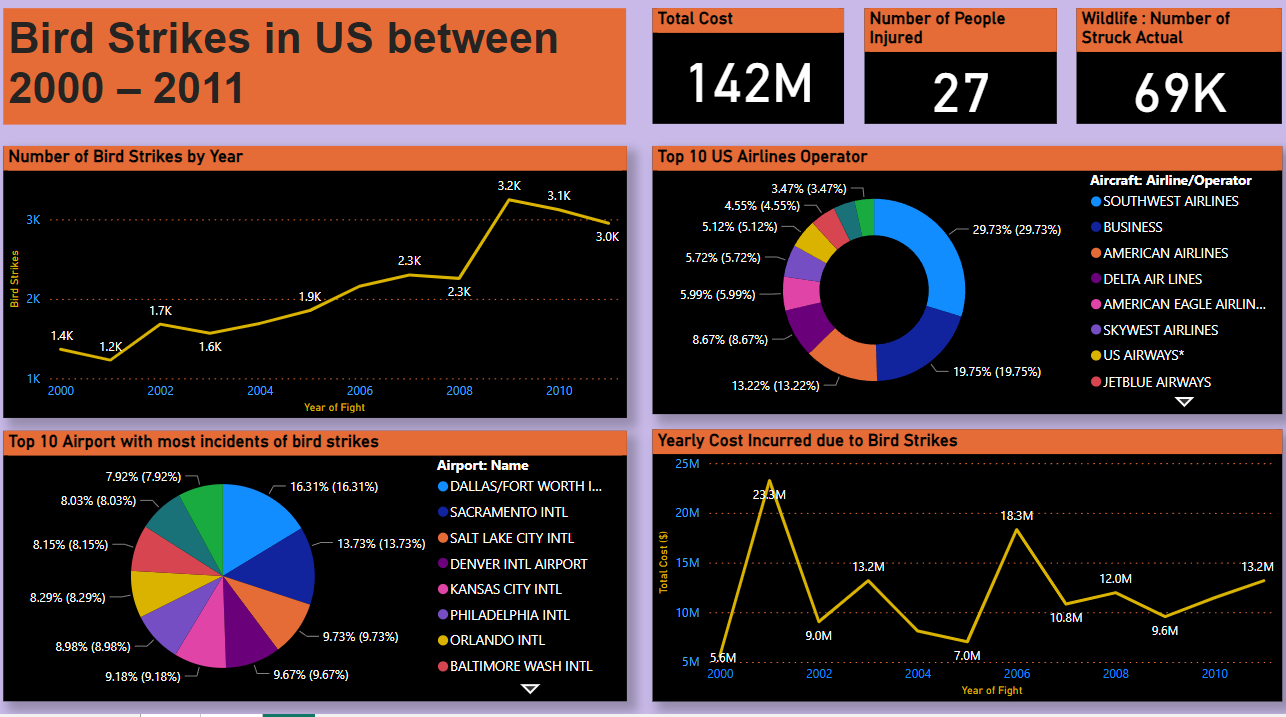 Bird Strikes in US between
2000 – 2011
Total Cost
142M
Number of People
Injured
27
Wildlife : Number of
Struck Actual
69K
Number of Bird Strikes by Year
Bird Strikes
3K
2K
1K
1.4K
1.2K
1.7K
1.6K
1.9K
2.3K
2.3K
3.2K
3.1K
3.0K
2000
2002
2004
2006
2008
2010
Year of Fight
Top 10 US Airlines Operator
3.47% (3.47%)
4.55% (4.55%)
5.12% (5.12%)
5.72% (5.72%)
5.99% (5.99%)
8.67% (8.67%)
13.22% (13.22%)
29.73% (29.73%)
19.75% (19.75%)
Aircraft: Airline/Operator
SOUTHWEST AIRLINES
BUSINESS
AMERICAN AIRLINES
DELTA AIR LINES
AMERICAN EAGLE AIRLIN...
SKYWEST AIRLINES
US AIRWAYS*
JETBLUE AIRWAYS
Top 10 Airport with most incidents of bird strikes
7.92% (7.92%)
8.03% (8.03%)
8.15% (8.15%)
8.29% (8.29%)
8.98% (8.98%)
9.18% (9.18%)
16.31% (16.31%)
13.73% (13.73%)
9.73% (9.73%)
9.67% (9.67%)
Airport: Name
DALLAS/FORT WORTH I...
SACRAMENTO INTL
SALT LAKE CITY INTL
DENVER INTL AIRPORT
KANSAS CITY INTL
PHILADELPHIA INTL
ORLANDO INTL
BALTIMORE WASH INTL
Yearly Cost Incurred due to Bird Strikes
Total Cost ($)
25M
20M
15M
10M
5M
5.6M
23.3M
9.0M
13.2M
7.0M
18.3M
10.8M
12.0M
9.6M
13.2M
2000
2002
2004
2006
2008
2010
Year of Fight